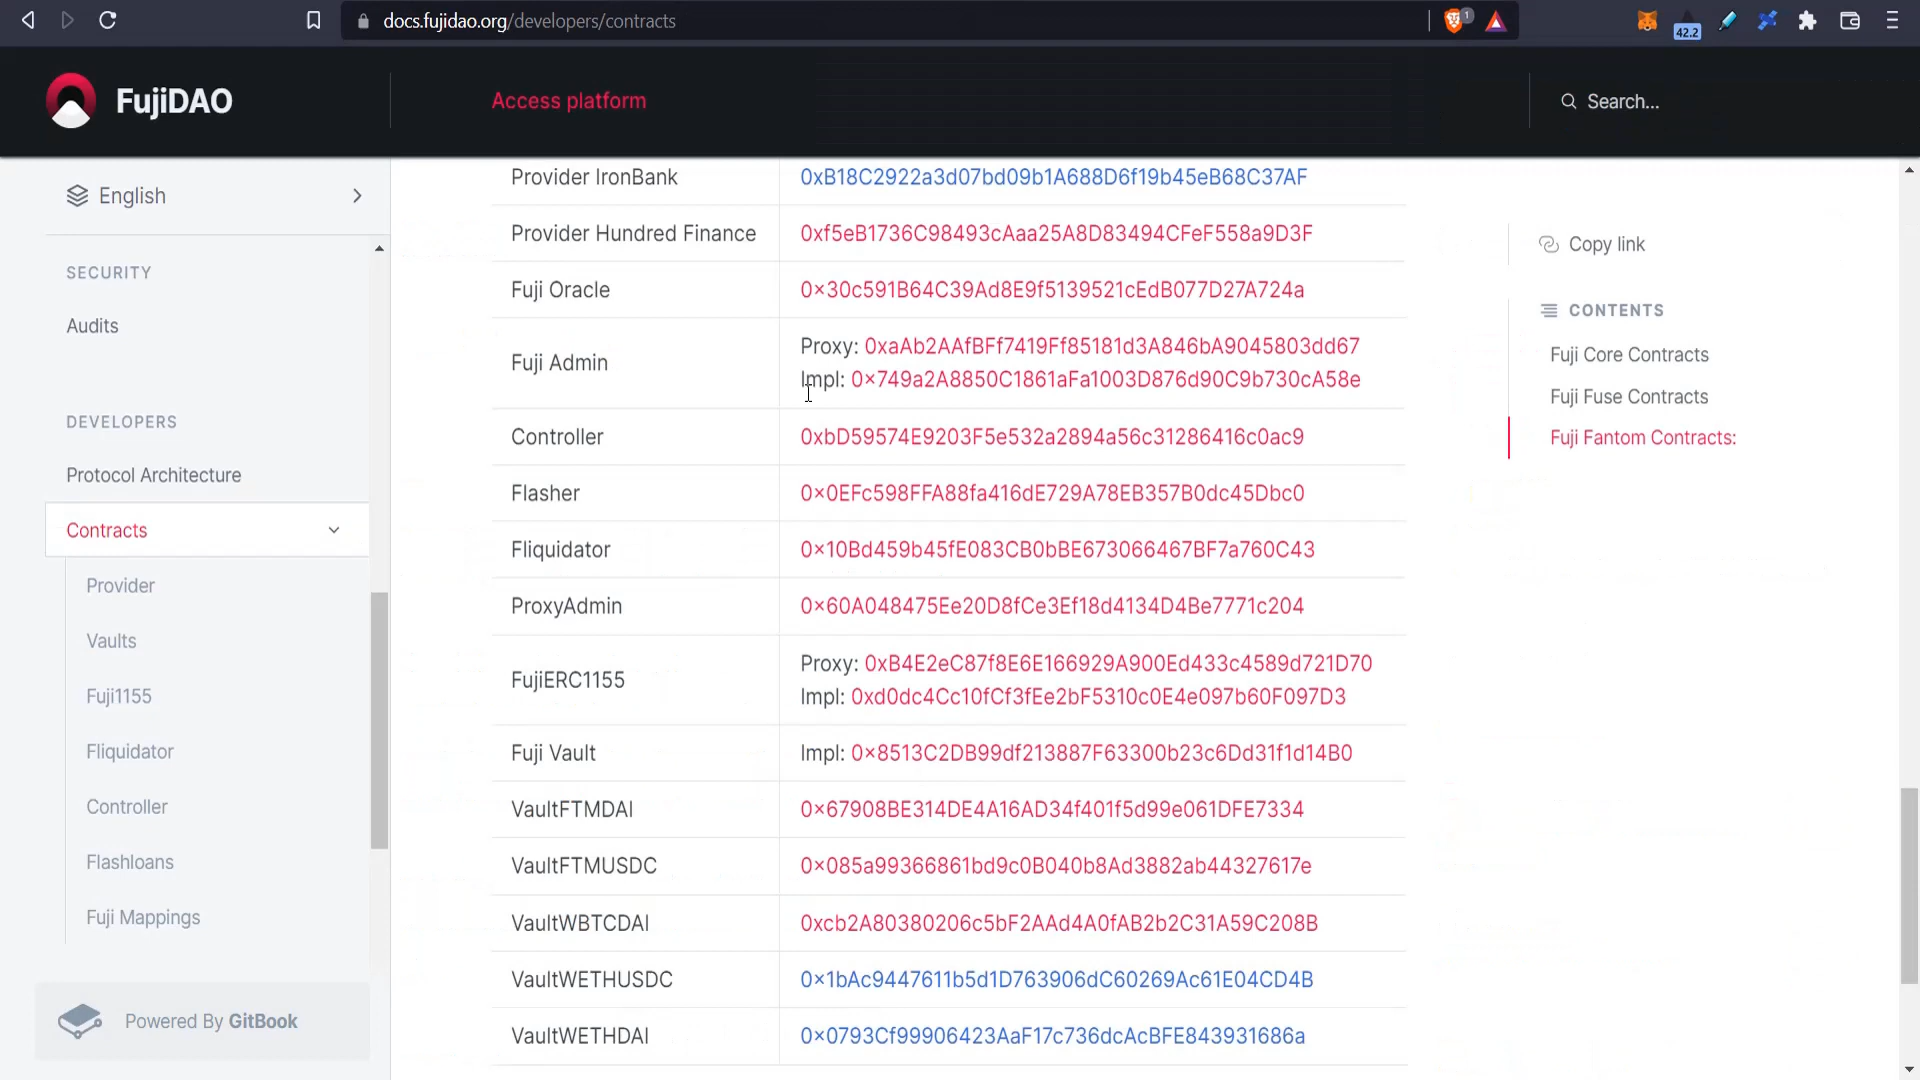 docs.fujidao.org/developers/contracts
1
42.2
FujiDAO
Access platform
Search...
English
SECURITY
Audits
DEVELOPERS
Protocol Architecture
Contracts
Provider
Vaults
Fuji1155
Fliquidator
Controller
Flashloans
Fuji Mappings
Powered By GitBook
Provider IronBank 0xB18C2922a3d07bd09b1A688D6f19b45eB68C37AF
Provider Hundred Finance 0xf5eB1736C98493cAaa25A8D83494CFeF558a9D3F
Fuji Oracle 0x30c591B64C39Ad8E9f5139521cEdB077D27A724a
Fuji Admin
Proxy: 0xaAb2AAfBFf7419Ff85181d3A846bA9045803dd67
Impl: 0x749a2A8850C1861aFa1003D876d90C9b730cA58e
Controller 0xbD59574E9203F5e532a2894a56c31286416c0ac9
Flasher 0x0EFc598FFA88fa416dE729A78EB357B0dc45Dbc0
Fliquidator 0x10Bd459b45fE083CB0bBE673066467BF7a760C43
ProxyAdmin 0x60A048475Ee20D8fCe3Ef18d4134D4Be7771c204
FujiERC1155
Proxy: 0xB4E2eC87f8E6E166929A900Ed433c4589d721D70
Impl: 0xd0dc4Cc10fCf3fEe2bF5310c0E4e097b60F097D3
Fuji Vault Impl: 0x8513C2DB99df213887F63300b23c6Dd31f1d14B0
VaultFTMDAI 0x67908BE314DE4A16AD34f401f5d99e061DFE7334
VaultFTMUSDC 0x085a99366861bd9c0B040b8Ad3882ab44327617e
VaultWBTCDAI 0xcb2A80380206c5bF2AAd4A0fAB2b2C31A59C208B
VaultWETHUSDC 0x1bAc9447611b5d1D763906dC60269Ac61E04CD4B
VaultWETHDAI 0x0793Cf99906423AaF17c736dcAcBFE843931686a
Copy link
CONTENTS
Fuji Core Contracts
Fuji Fuse Contracts
Fuji Fantom Contracts: